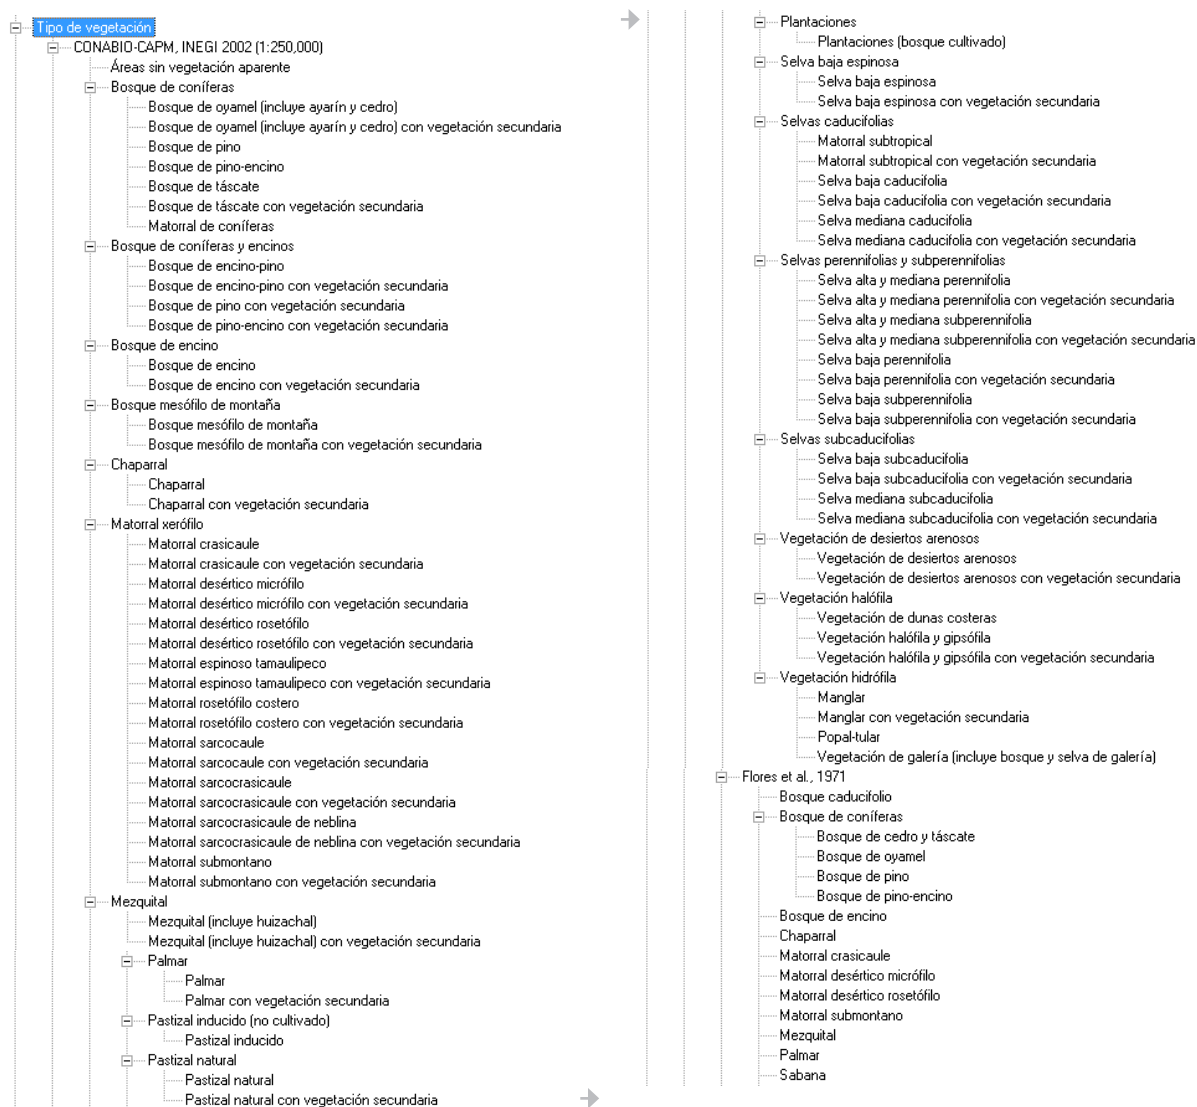 Tipo de vegetación
CONABIO-CAPM, INEGI 2002 (1:250,000)
Áreas sin vegetación aparente
Bosque de coníferas
Bosque de oyamel (incluye ayarín y cedro)
Bosque de oyamel (incluye ayarín y cedro) con vegetación secundaria
Bosque de pino
Bosque de pino-encino
Bosque de táscate
Bosque de táscate con vegetación secundaria
Matorral de coníferas
Bosque de coníferas y encinos
Bosque de encino-pino
Bosque de encino-pino con vegetación secundaria
Bosque de pino con vegetación secundaria
Bosque de pino-encino con vegetación secundaria
Bosque de encino
Bosque de encino
Bosque de encino con vegetación secundaria
Bosque mesófilo de montaña
Bosque mesófilo de montaña
Bosque mesófilo de montaña con vegetación secundaria
Chaparral
Chaparral
Chaparral con vegetación secundaria
Matorral xerófilo
Matorral crasicaule
Matorral crasicaule con vegetación secundaria
Matorral desértico micrófilo
Matorral desértico micrófilo con vegetación secundaria
Matorral desértico rosetófilo
Matorral desértico rosetófilo con vegetación secundaria
Matorral espinoso tamaulipeco
Matorral espinoso tamaulipeco con vegetación secundaria
Matorral rosetófilo costero
Matorral rosetófilo costero con vegetación secundaria
Matorral sarcocaule
Matorral sarcocaule con vegetación secundaria
Matorral sarcocrasicaule
Matorral sarcocrasicaule con vegetación secundaria
Matorral sarcocrasicaule de neblina
Matorral sarcocrasicaule de neblina con vegetación secundaria
Matorral submontano
Matorral submontano con vegetación secundaria
Mezquital
Mezquital (incluye huizachal)
Mezquital (incluye huizachal) con vegetación secundaria
Palmar
Palmar
Palmar con vegetación secundaria
Pastizal inducido (no cultivado)
Pastizal inducido
Pastizal natural
Pastizal natural
Pastizal natural con vegetación secundaria
Plantaciones
Plantaciones (bosque cultivado)
Selva baja espinosa
Selva baja espinosa
Selva baja espinosa con vegetación secundaria
Selvas caducifolias
Matorral subtropical
Matorral subtropical con vegetación secundaria
Selva baja caducifolia
Selva baja caducifolia con vegetación secundaria
Selva mediana caducifolia
Selva mediana caducifolia con vegetación secundaria
Selvas perennifolias y subperennifolias
Selva alta y mediana perennifolia
Selva alta y mediana perennifolia con vegetación secundaria
Selva alta y mediana subperennifolia
Selva alta y mediana subperennifolia con vegetación secundaria
Selva baja perennifolia
Selva baja perennifolia con vegetación secundaria
Selva baja subperennifolia
Selva baja subperennifolia con vegetación secundaria
Selvas subcaducifolias
Selva baja subcaducifolia
Selva baja subcaducifolia con vegetación secundaria
Selva mediana subcaducifolia
Selva mediana subcaducifolia con vegetación secundaria
Vegetación de desiertos arenosos
Vegetación de desiertos arenosos
Vegetación de desiertos arenosos con vegetación secundaria
Vegetación halófila
Vegetación de dunas costeras
Vegetación halófila y gipsófila
Vegetación halófila y gipsófila con vegetación secundaria
Vegetación hidrófila
Manglar
Manglar con vegetación secundaria
Popal-tular
Vegetación de galería (incluye bosque y selva de galería)
Flores et al., 1971
Bosque caducifolio
Bosque de coníferas
Bosque de cedro y táscate
Bosque de oyamel
Bosque de pino
Bosque de pino-encino
Bosque de encino
Chaparral
Matorral crasicaule
Matorral desértico micrófilo
Matorral desértico rosetófilo
Matorral submontano
Mezquital
Palmar
Sabana